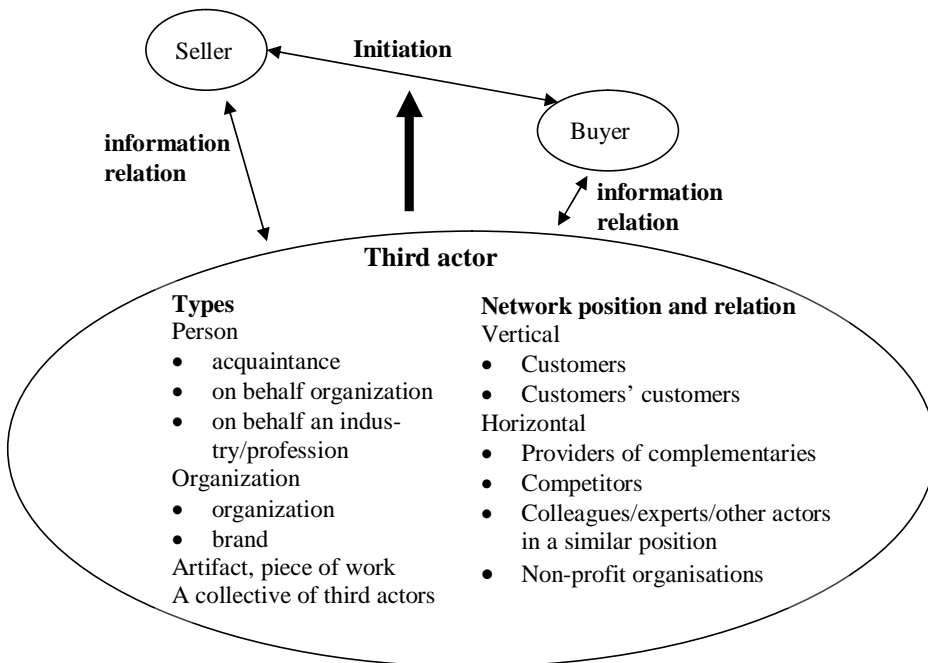 Seller
Initiation
Buyer
information
relation
information
relation
Third actor
Types
Person
• acquaintance
• on behalf organization
• on behalf an indus-
try/profession
Organization
• organization
• brand
Artifact, piece of work
A collective of third actors
Network position and relation
Vertical
• Customers
• Customers’ customers
Horizontal
• Providers of complementaries
• Competitors
• Colleagues/experts/other actors
in a similar position
• Non-profit organisations